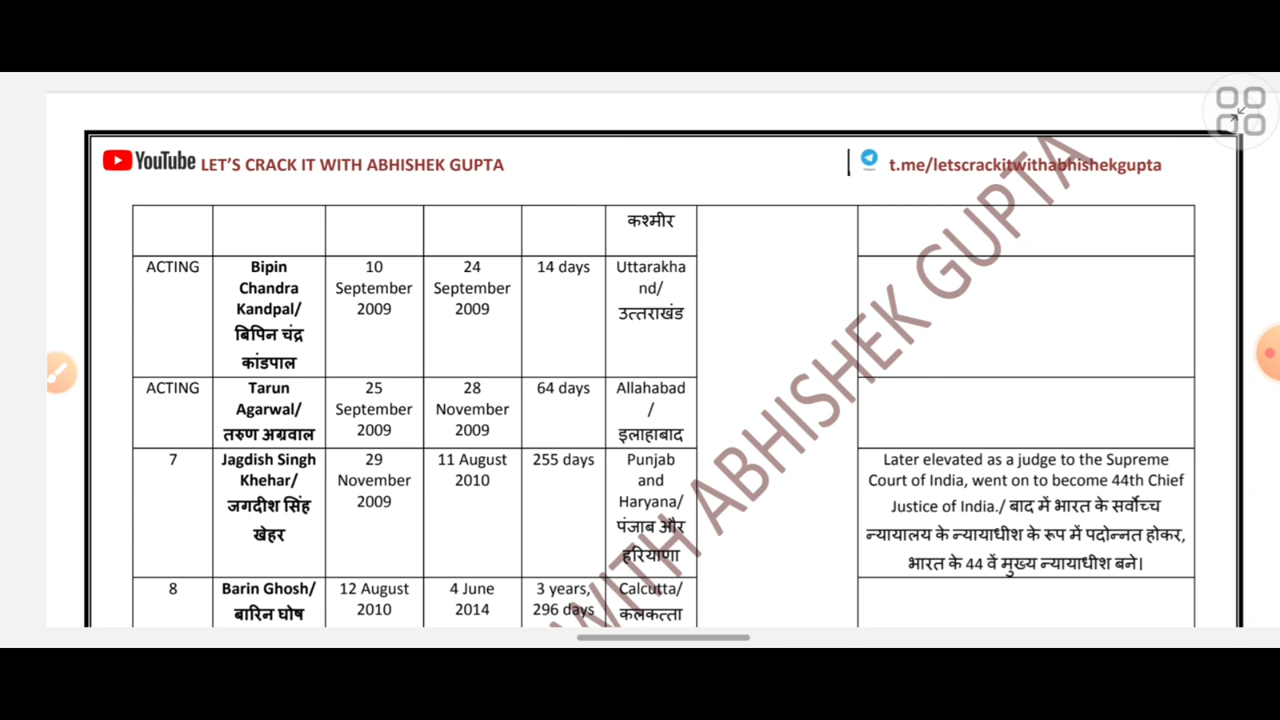 YouTube LET'S CRACK IT WITH ABHISHEK GUPTA
t.me/letscrackitwithabhishekgupta
कश्मीर
ACTING
Bipin
Chandra
Kandpal/
बिपिन चंद्र
कांडपाल
10
September
2009
24
September
2009
14 days
Uttarakha
nd/
उत्तराखंड
ACTING
Tarun
Agarwal/
तरुण अग्रवाल
25
September
2009
28
November
2009
64 days
Allahabad
/
इलाहाबाद
7
Jagdish Singh
Khehar/
जगदीश सिंह
खेहर
29
November
2009
11 August
2010
255 days
Punjab
and
Haryana/
पंजाब और
हरियाणा
Later elevated as a judge to the Supreme
Court of India, went on to become 44th Chief
Justice of India./ बाद में भारत के सर्वोच्च
न्यायालय के न्यायाधीश के रूप में पदोन्नत होकर,
भारत के 44 वें मुख्य न्यायाधीश बने।
8
Barin Ghosh/
बारिन घोष
12 August
2010
4 June
2014
3 years,
296 days
Calcutta/
कलकत्ता
WITH ABHISHEK GUPTA